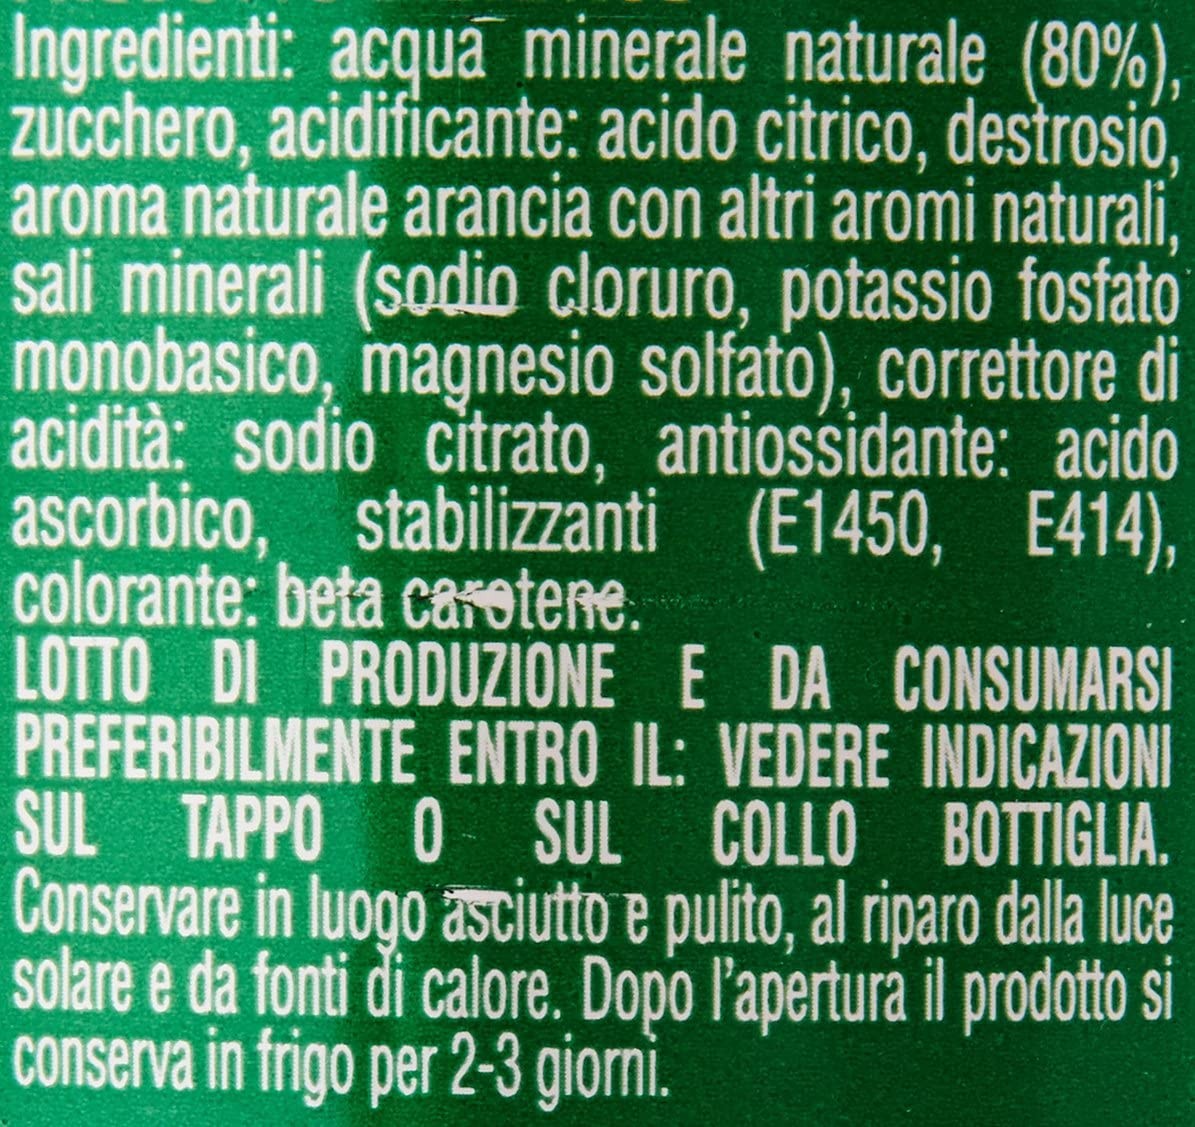 Ingredienti: acqua minerale naturale (80%),
zucchero, acidificante: acido citrico, destrosio,
aroma naturale arancia con altri aromi naturali,
sali minerali (sodio cloruro, potassio fosfato
monobasico, magnesio solfato), correttore di
acidità: sodio citrato, antiossidante: acido
ascorbico, stabilizzanti (E1450, E414),
colorante: beta carotene.
LOTTO DI PRODUZIONE E DA CONSUMARSI
PREFERIBILMENTE ENTRO IL: VEDERE INDICAZIONI
SUL TAPPO O SUL COLLO BOTTIGLIA.
Conservare in luogo asciutto e pulito, al riparo dalla luce
solare e da fonti di calore. Dopo l'apertura il prodotto si
conserva in frigo per 2-3 giorni.